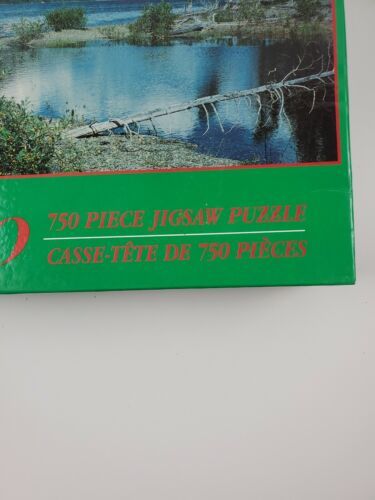 750 PIECE JIGSAW PUZZLE
CASSE-TÊTE DE 750 PIÈCES